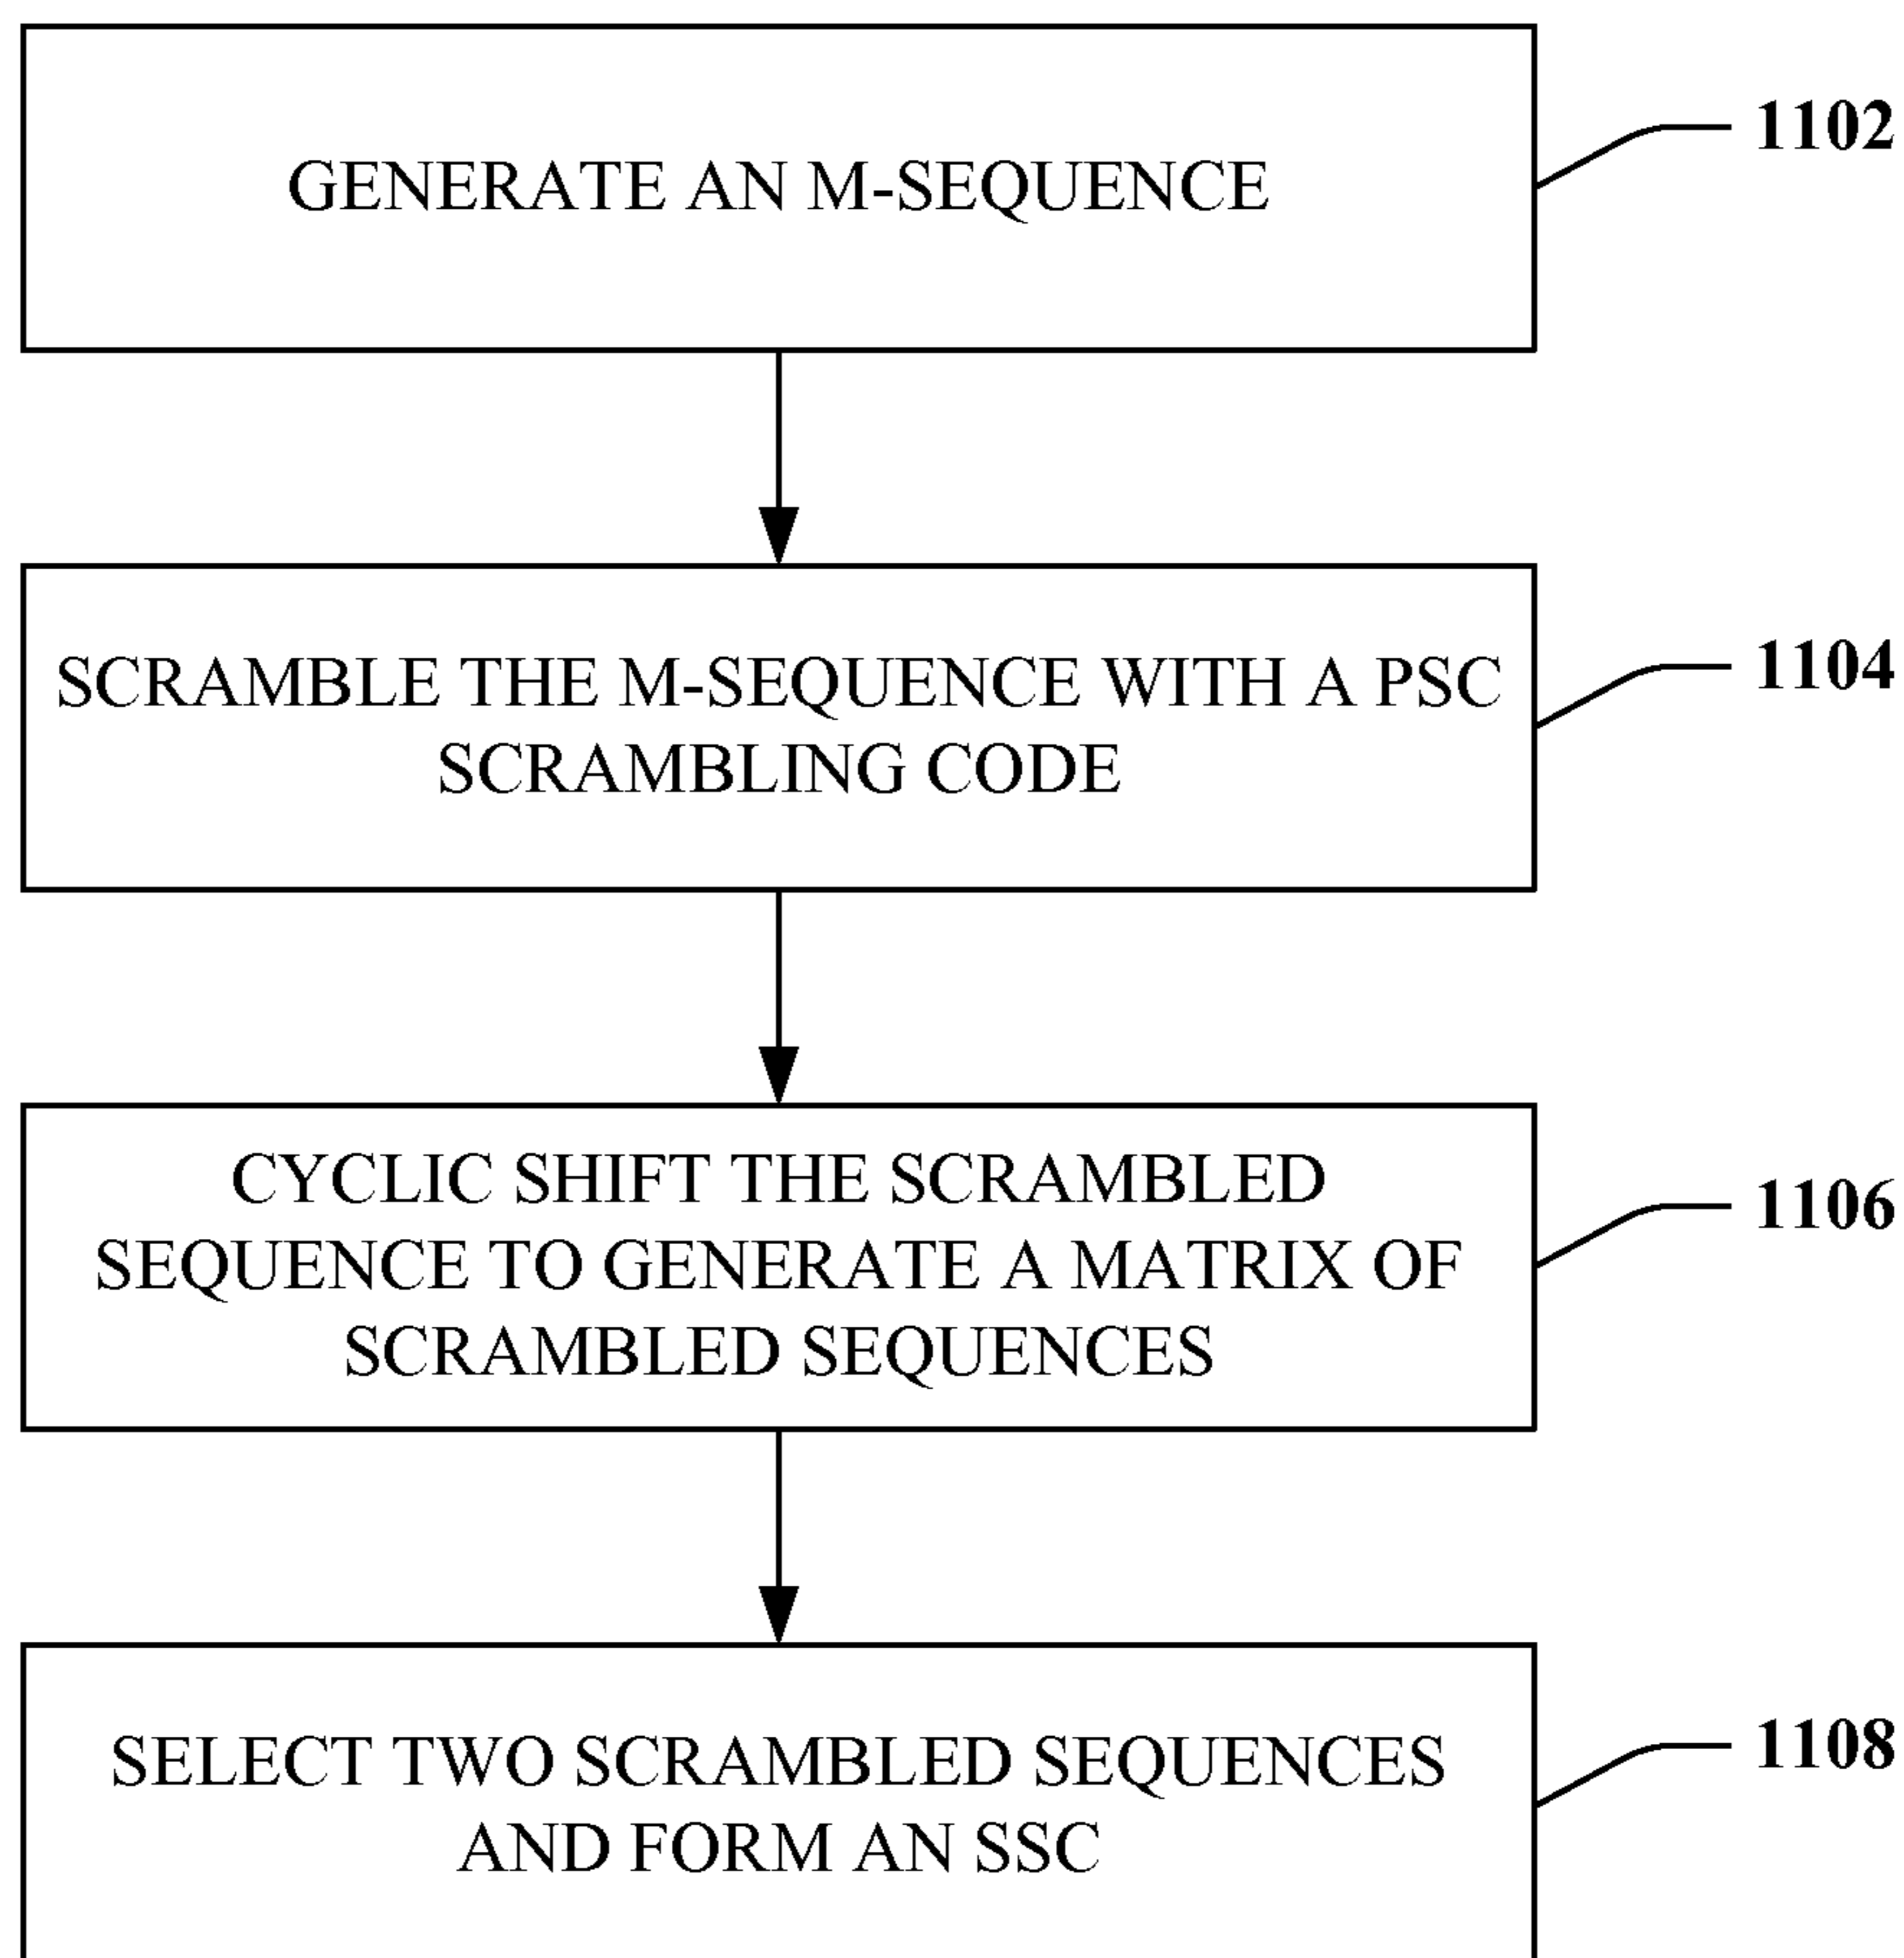 GENERATE AN M-SEQUENCE
1102
SCRAMBLE THE M-SEQUENCE WITH A PSC
SCRAMBLING CODE
1104
CYCLIC SHIFT THE SCRAMBLED
SEQUENCE TO GENERATE A MATRIX OF
SCRAMBLED SEQUENCES
1106
SELECT TWO SCRAMBLED SEQUENCES
AND FORM AN SSC
1108